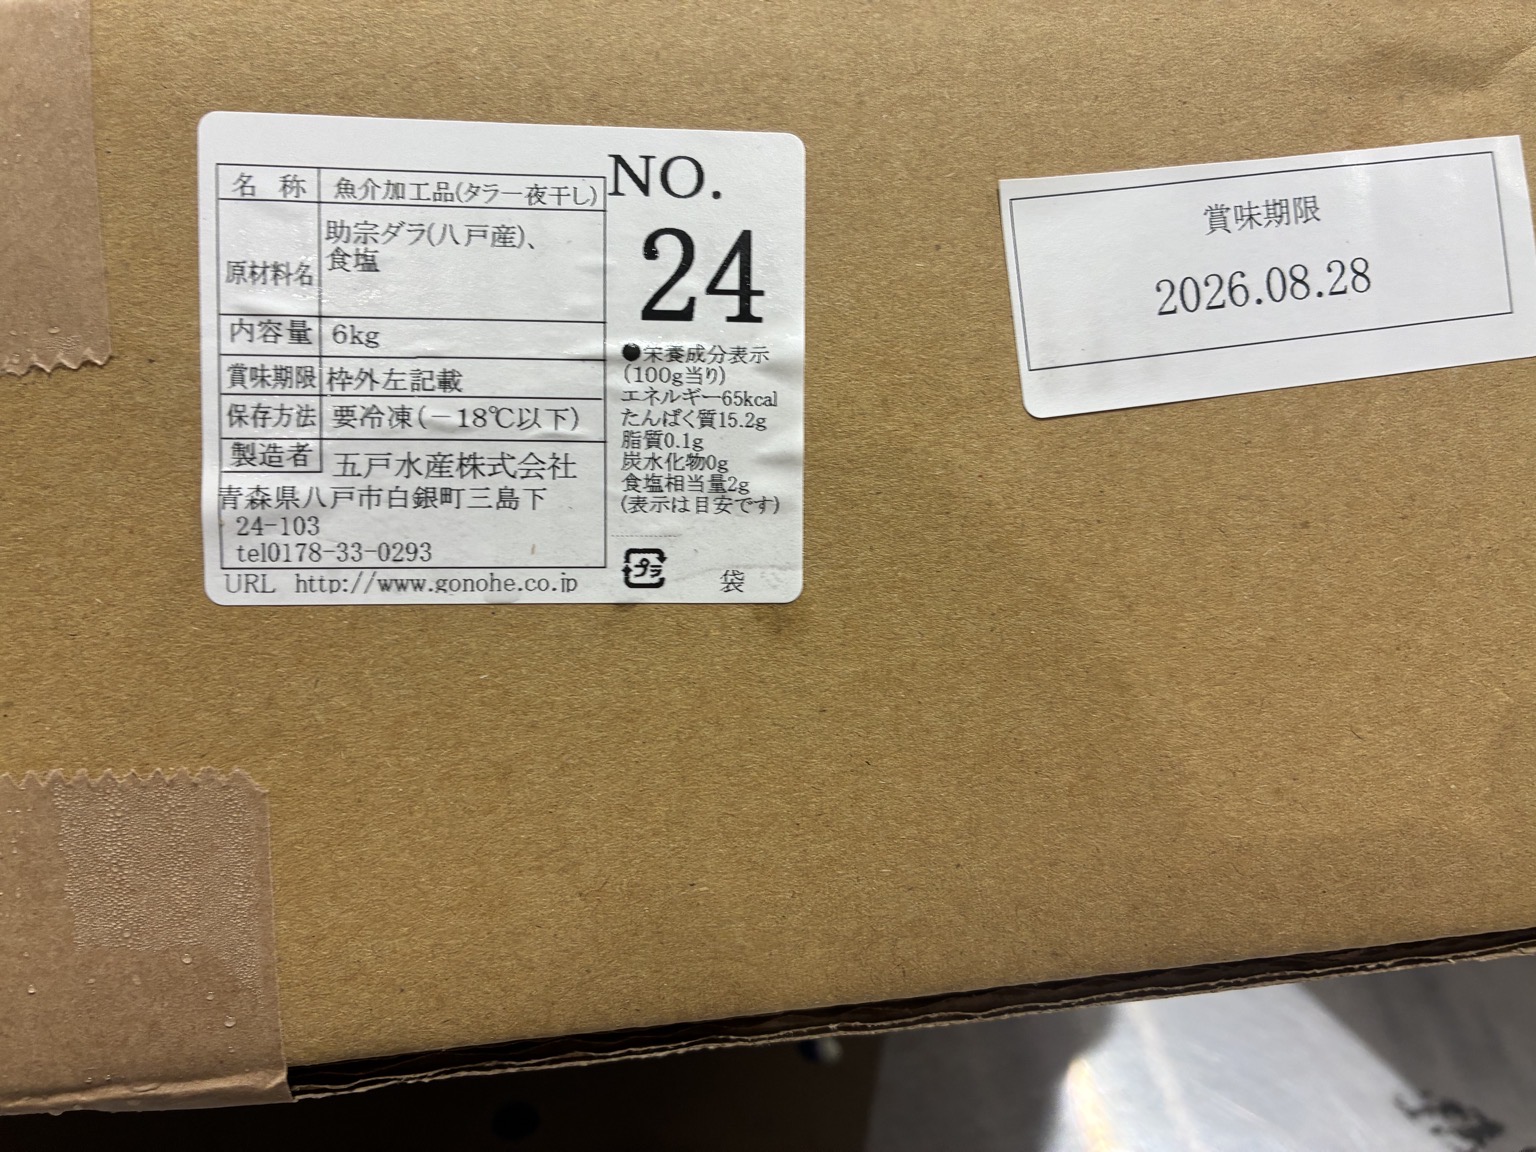 名 称 魚介加工品(タラ一夜干し)
原材料名 助宗ダラ(八戸産)、
食塩
内容量 6kg
賞味期限 枠外左記載
保存方法 要冷凍(－18℃以下)
製造者 五戸水産株式会社
青森県八戸市白銀町三島下
24-103
tel0178-33-0293
URL http://www.gonohe.co.jp
NO.
24
●栄養成分表示
(100g当り)
エネルギー65kcal
たんぱく質15.2g
脂質0.1g
炭水化物0g
食塩相当量2g
(表示は目安です)
プラ 袋
賞味期限
2026.08.28